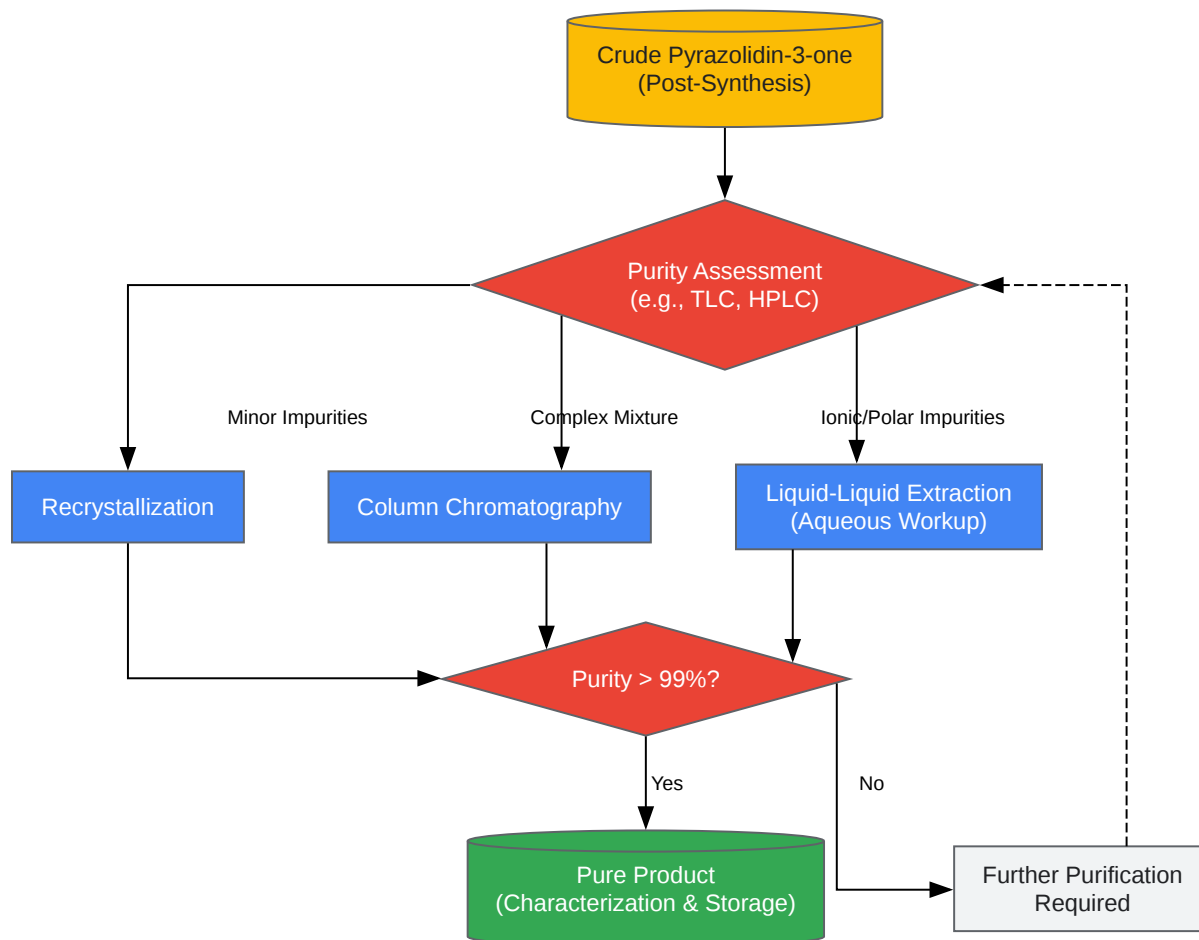 Crude Pyrazolidin-3-one
(Post-Synthesis)
Purity Assessment
(e.g., TLC, HPLC)
Minor Impurities
Complex Mixture
Ionic/Polar Impurities
Recrystallization
Column Chromatography
Liquid-Liquid Extraction
(Aqueous Workup)
Purity > 99%?
Yes
No
Pure Product
(Characterization & Storage)
Further Purification
Required